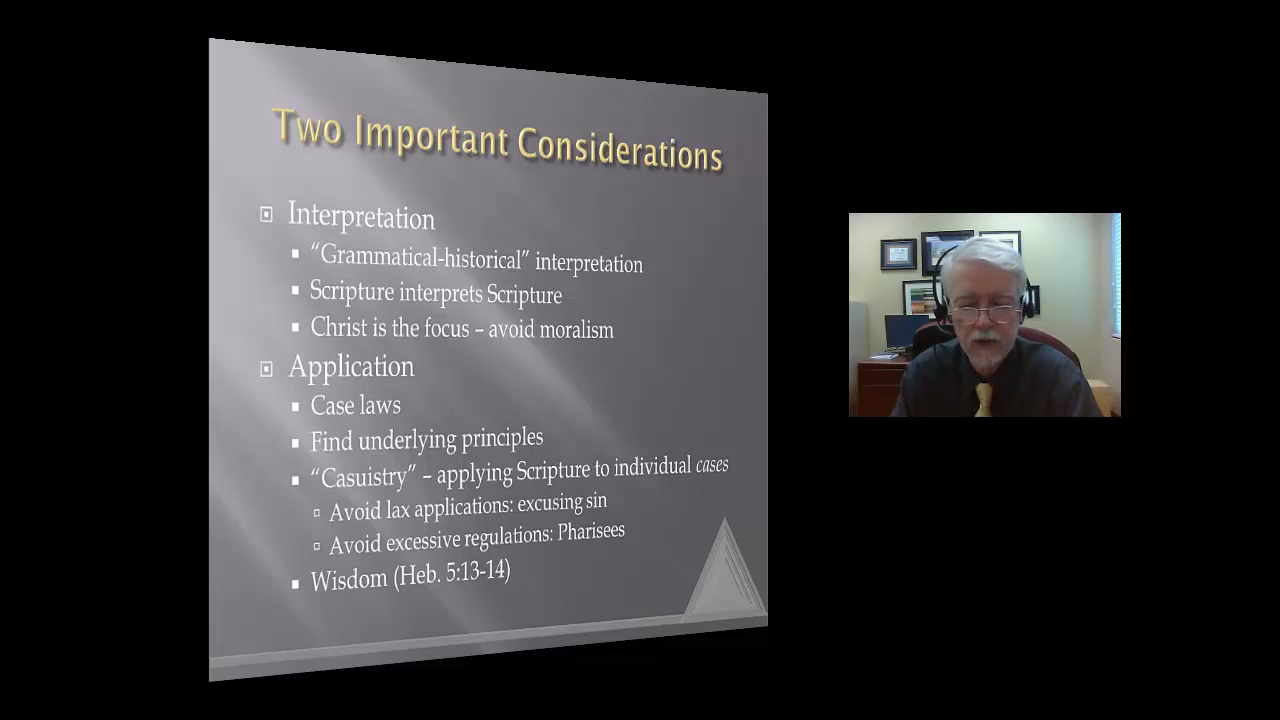 Two Important Considerations
Interpretation
“Grammatical-historical” interpretation
Scripture interprets Scripture
Christ is the focus – avoid moralism
Application
Case laws
Find underlying principles
“Casuistry” – applying Scripture to individual cases
Avoid lax applications: excusing sin
Avoid excessive regulations: Pharisees
Wisdom (Heb. 5:13-14)